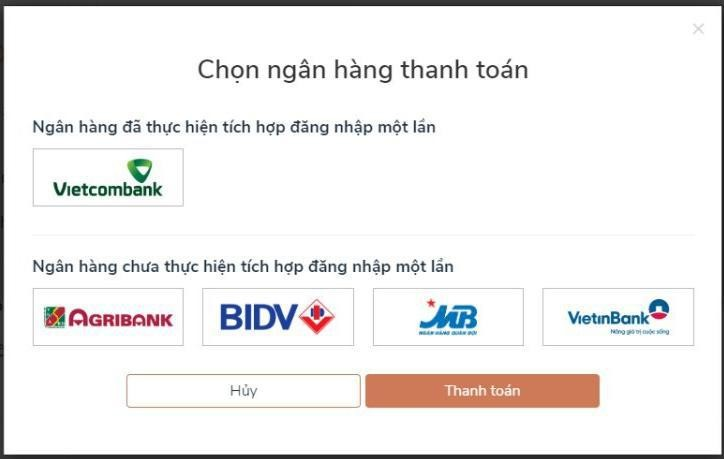 Chọn ngân hàng thanh toán
Ngân hàng đã thực hiện tích hợp đăng nhập một lần
Vietcombank
Ngân hàng chưa thực hiện tích hợp đăng nhập một lần
AGRIBANK BIDV MB VietinBank
NGÂN HÀNG QUÂN ĐỘI Nâng giá trị cuộc sống
Hủy Thanh toán